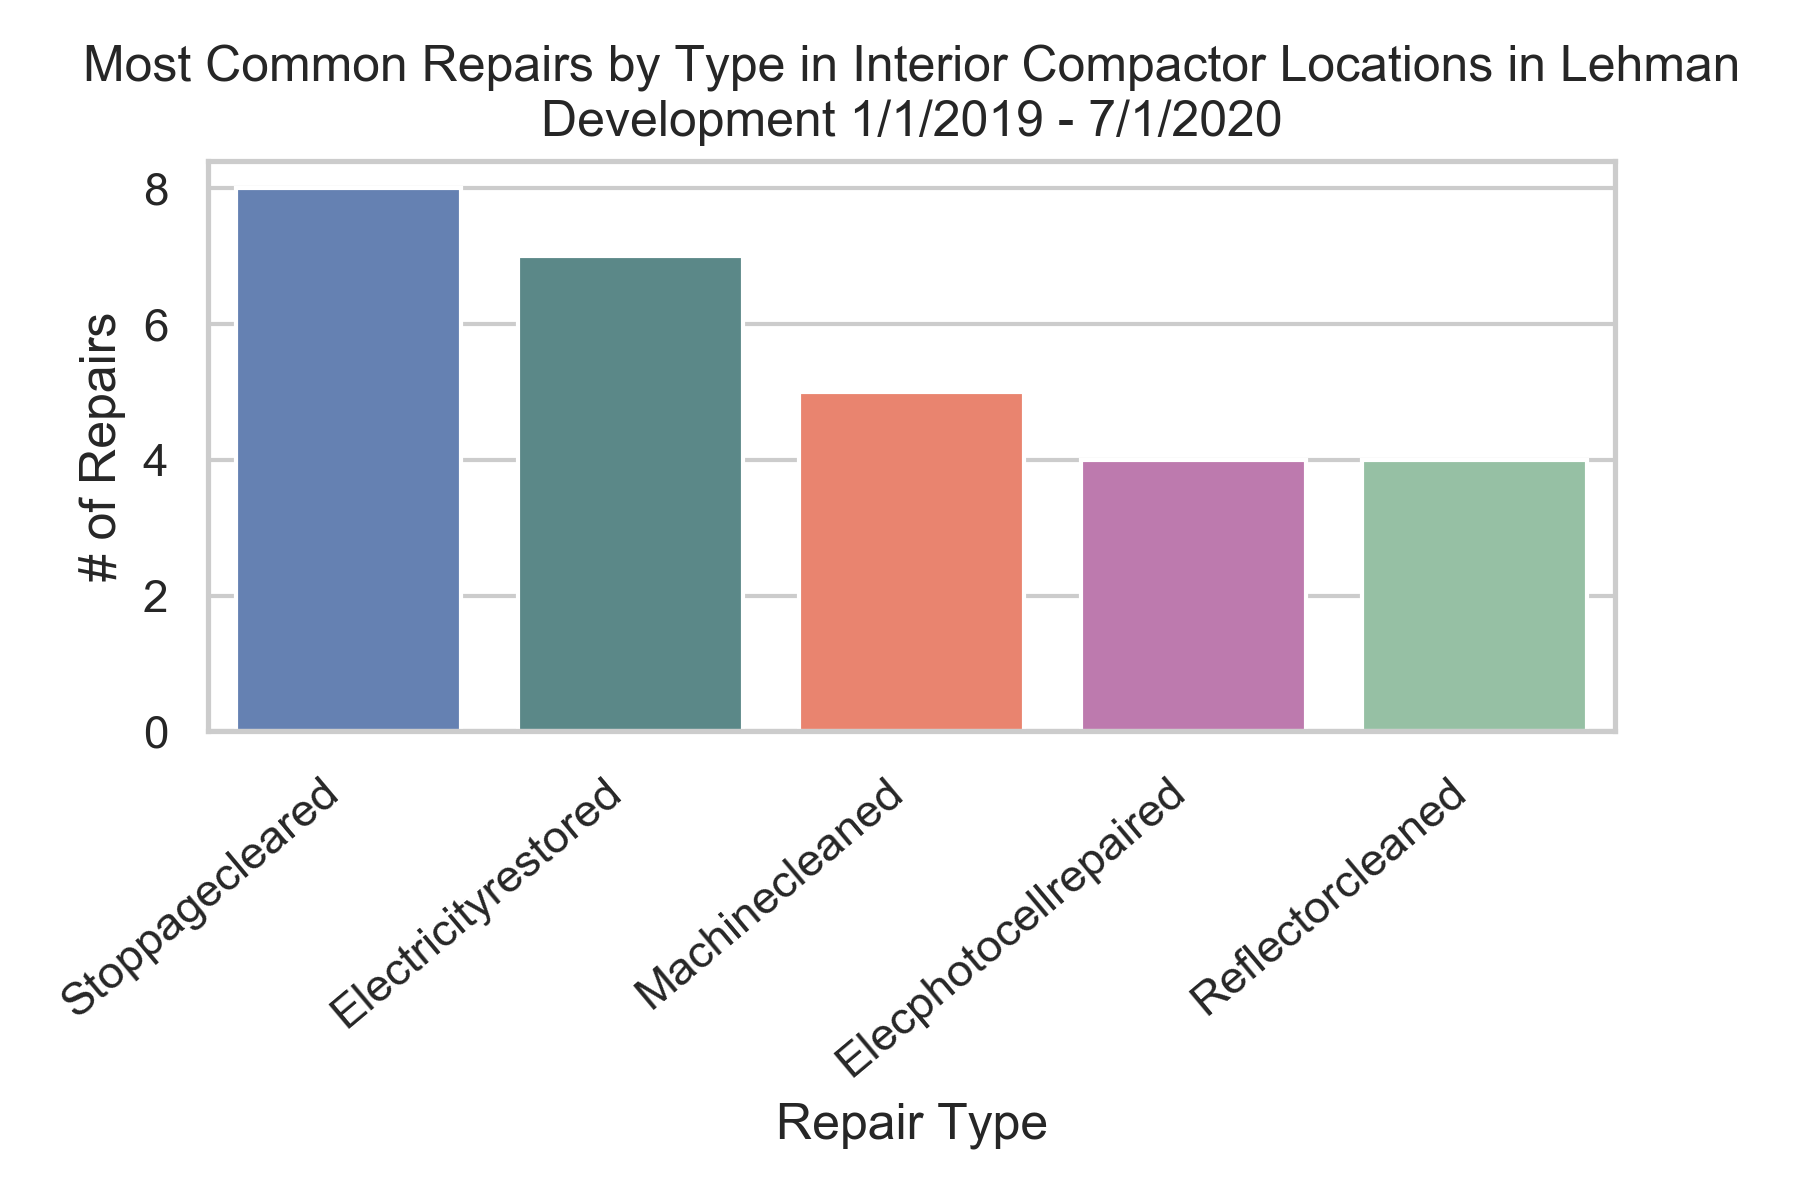 Most Common Repairs by Type in Interior Compactor Locations in Lehman
Development 1/1/2019 - 7/1/2020
# of Repairs
8
6
4
2
0
Stoppagecleared
Electricityrestored
Machinecleaned
Elecphotocellrepaired
Reflectorcleaned
Repair Type